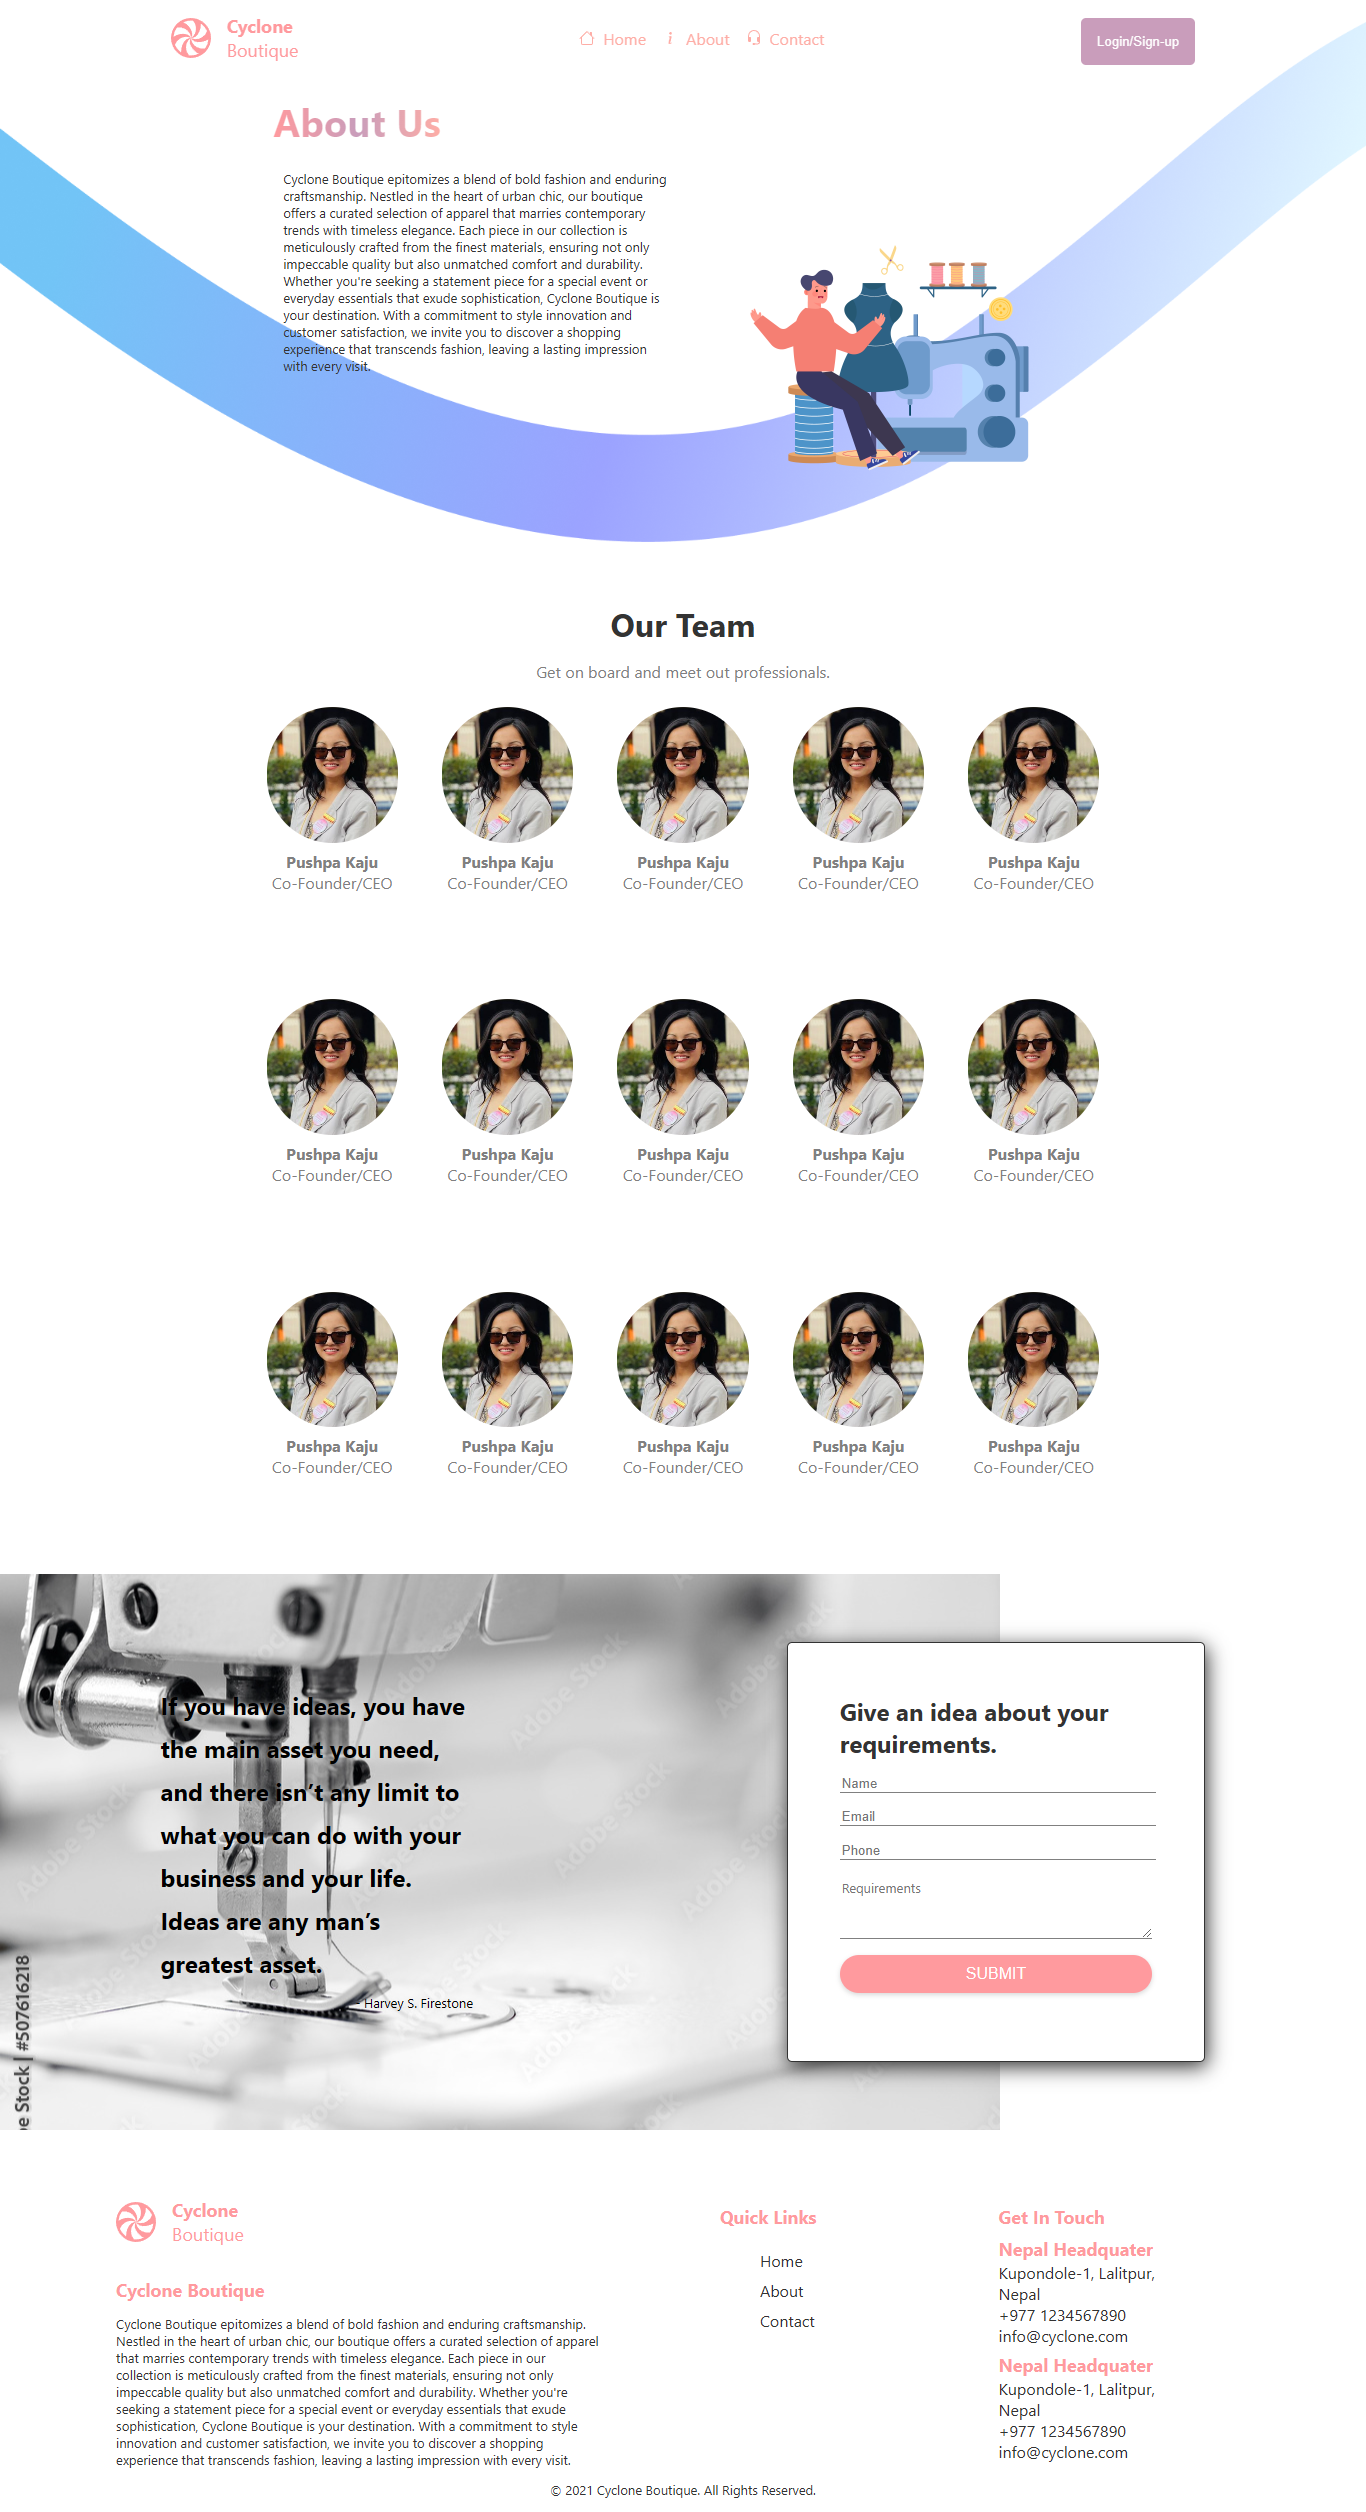 Cyclone
Boutique
Home
About
Contact
Login/Sign-up
About Us
Cyclone Boutique epitomizes a blend of bold fashion and enduring
craftsmanship. Nestled in the heart of urban chic, our boutique
offers a curated selection of apparel that marries contemporary
trends with timeless elegance. Each piece in our collection is
meticulously crafted from the finest materials, ensuring not only
impeccable quality but also unmatched comfort and durability.
Whether you're seeking a statement piece for a special event or
everyday essentials that exude sophistication, Cyclone Boutique is
your destination. With a commitment to style innovation and
customer satisfaction, we invite you to discover a shopping
experience that transcends fashion, leaving a lasting impression
with every visit.
Our Team
Get on board and meet out professionals.
Pushpa Kaju
Co-Founder/CEO
Pushpa Kaju
Co-Founder/CEO
Pushpa Kaju
Co-Founder/CEO
Pushpa Kaju
Co-Founder/CEO
Pushpa Kaju
Co-Founder/CEO
Pushpa Kaju
Co-Founder/CEO
Pushpa Kaju
Co-Founder/CEO
Pushpa Kaju
Co-Founder/CEO
Pushpa Kaju
Co-Founder/CEO
Pushpa Kaju
Co-Founder/CEO
Pushpa Kaju
Co-Founder/CEO
Pushpa Kaju
Co-Founder/CEO
Pushpa Kaju
Co-Founder/CEO
Pushpa Kaju
Co-Founder/CEO
Pushpa Kaju
Co-Founder/CEO
If you have ideas, you have
the main asset you need,
and there isn’t any limit to
what you can do with your
business and your life.
Ideas are any man’s
greatest asset.
- Harvey S. Firestone
Stock | #507616218
Give an idea about your
requirements.
Name
Email
Phone
Requirements
SUBMIT
Cyclone
Boutique
Cyclone Boutique
Cyclone Boutique epitomizes a blend of bold fashion and enduring craftsmanship.
Nestled in the heart of urban chic, our boutique offers a curated selection of apparel
that marries contemporary trends with timeless elegance. Each piece in our
collection is meticulously crafted from the finest materials, ensuring not only
impeccable quality but also unmatched comfort and durability. Whether you're
seeking a statement piece for a special event or everyday essentials that exude
sophistication, Cyclone Boutique is your destination. With a commitment to style
innovation and customer satisfaction, we invite you to discover a shopping
experience that transcends fashion, leaving a lasting impression with every visit.
Quick Links
Home
About
Contact
Get In Touch
Nepal Headquater
Kupondole-1, Lalitpur,
Nepal
+977 1234567890
info@cyclone.com
Nepal Headquater
Kupondole-1, Lalitpur,
Nepal
+977 1234567890
info@cyclone.com
© 2021 Cyclone Boutique. All Rights Reserved.